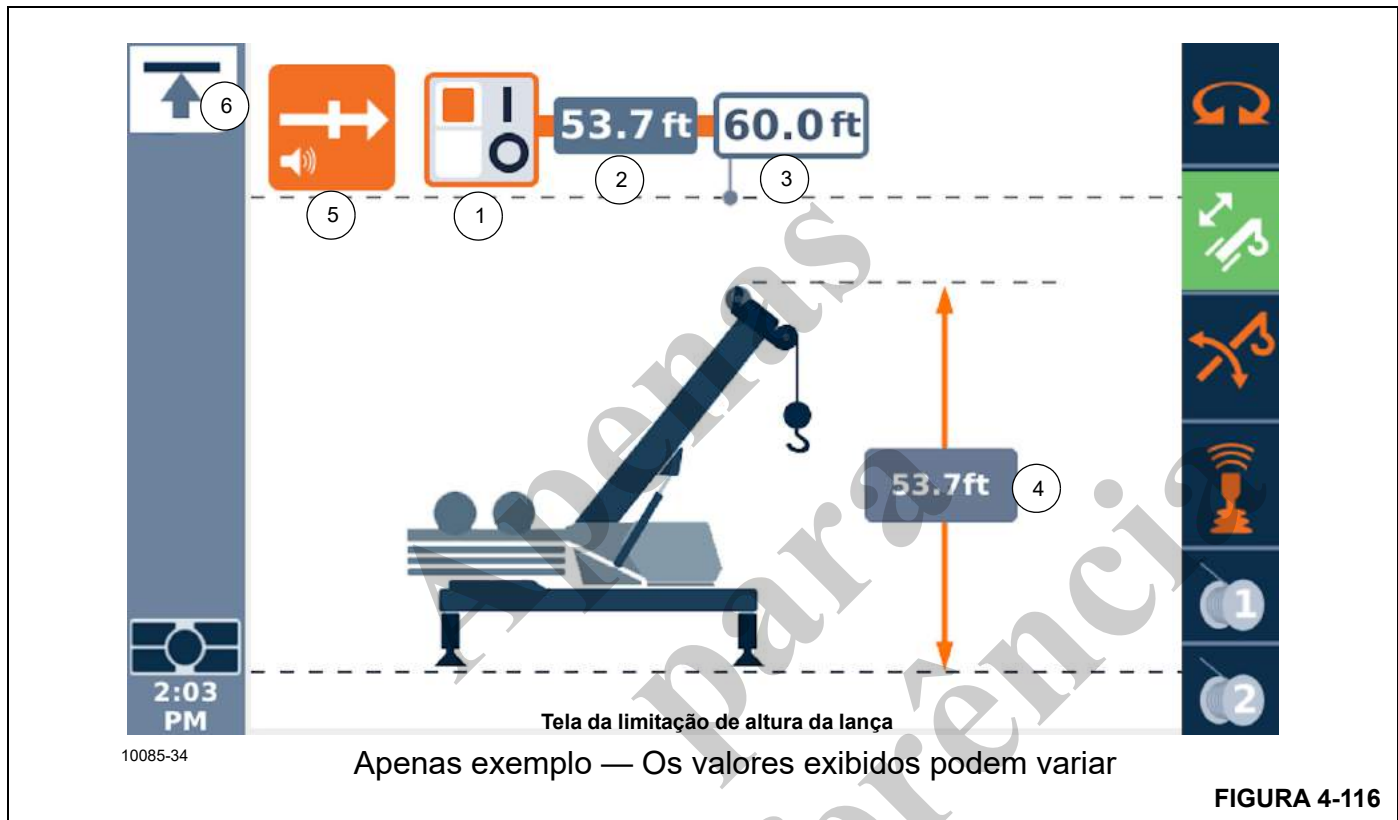 6
53.7 ft
60.0 ft
5
1
2
3
53.7ft
4
1
2
2:03
PM
Tela da limitação de altura da lança
10085-34
Apenas exemplo — Os valores exibidos podem variar
FIGURA 4-116
Apenas
para
referência